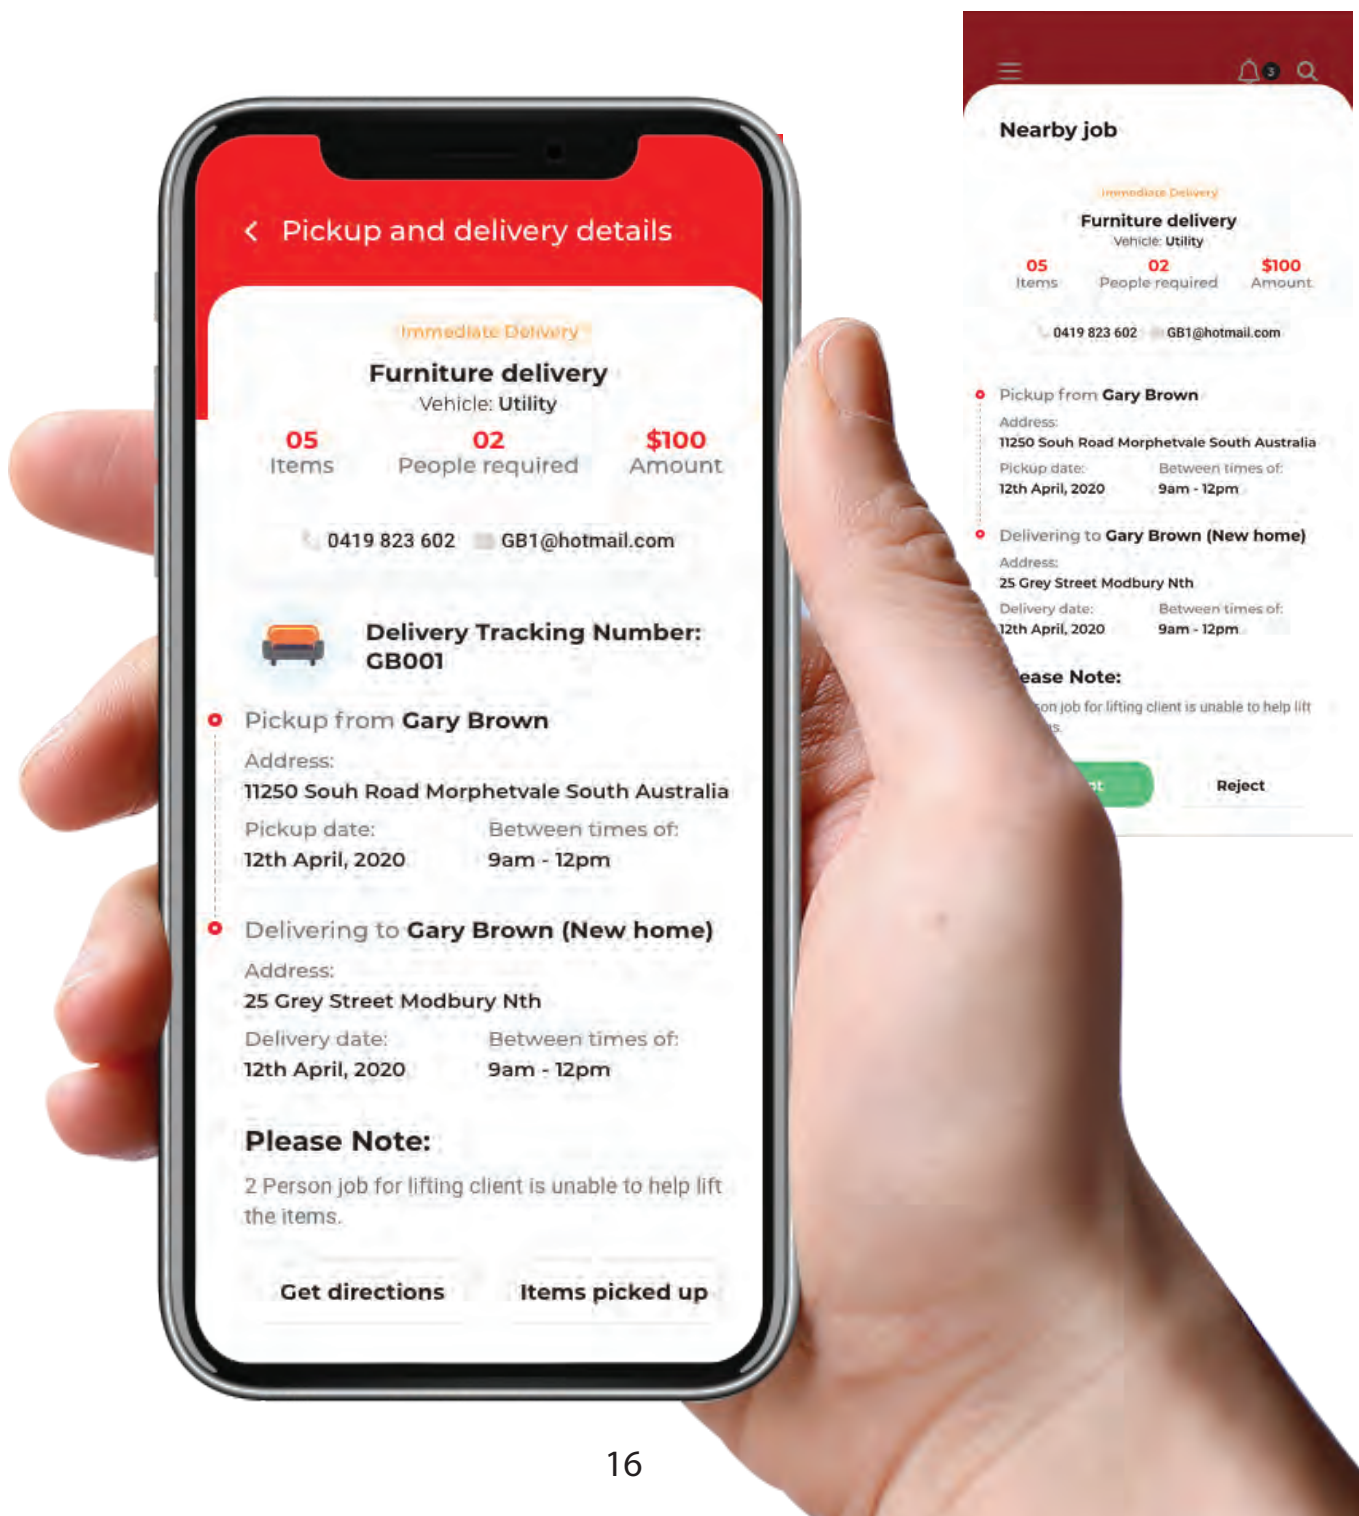 Pickup and delivery details
Immediate Delivery
Furniture delivery
Vehicle: Utility
05 02 $100
Items People required Amount
0419 823 602 GB1@hotmail.com
Delivery Tracking Number:
GB001
Pickup from Gary Brown
Address:
11250 Souh Road Morphetvale South Australia
Pickup date: Between times of:
12th April, 2020 9am - 12pm
Delivering to Gary Brown (New home)
Address:
25 Grey Street Modbury Nth
Delivery date: Between times of:
12th April, 2020 9am - 12pm
Please Note:
2 Person job for lifting client is unable to help lift
the items.
Get directions Items picked up
3
Nearby job
Immediate Delivery
Furniture delivery
Vehicle: Utility
05 02 $100
Items People required Amount
0419 823 602 GB1@hotmail.com
Pickup from Gary Brown
Address:
11250 Souh Road Morphetvale South Australia
Pickup date: Between times of:
12th April, 2020 9am - 12pm
Delivering to Gary Brown (New home)
Address:
25 Grey Street Modbury Nth
Delivery date: Between times of:
12th April, 2020 9am - 12pm
ease Note:
son job for lifting client is unable to help lift
Reject
16